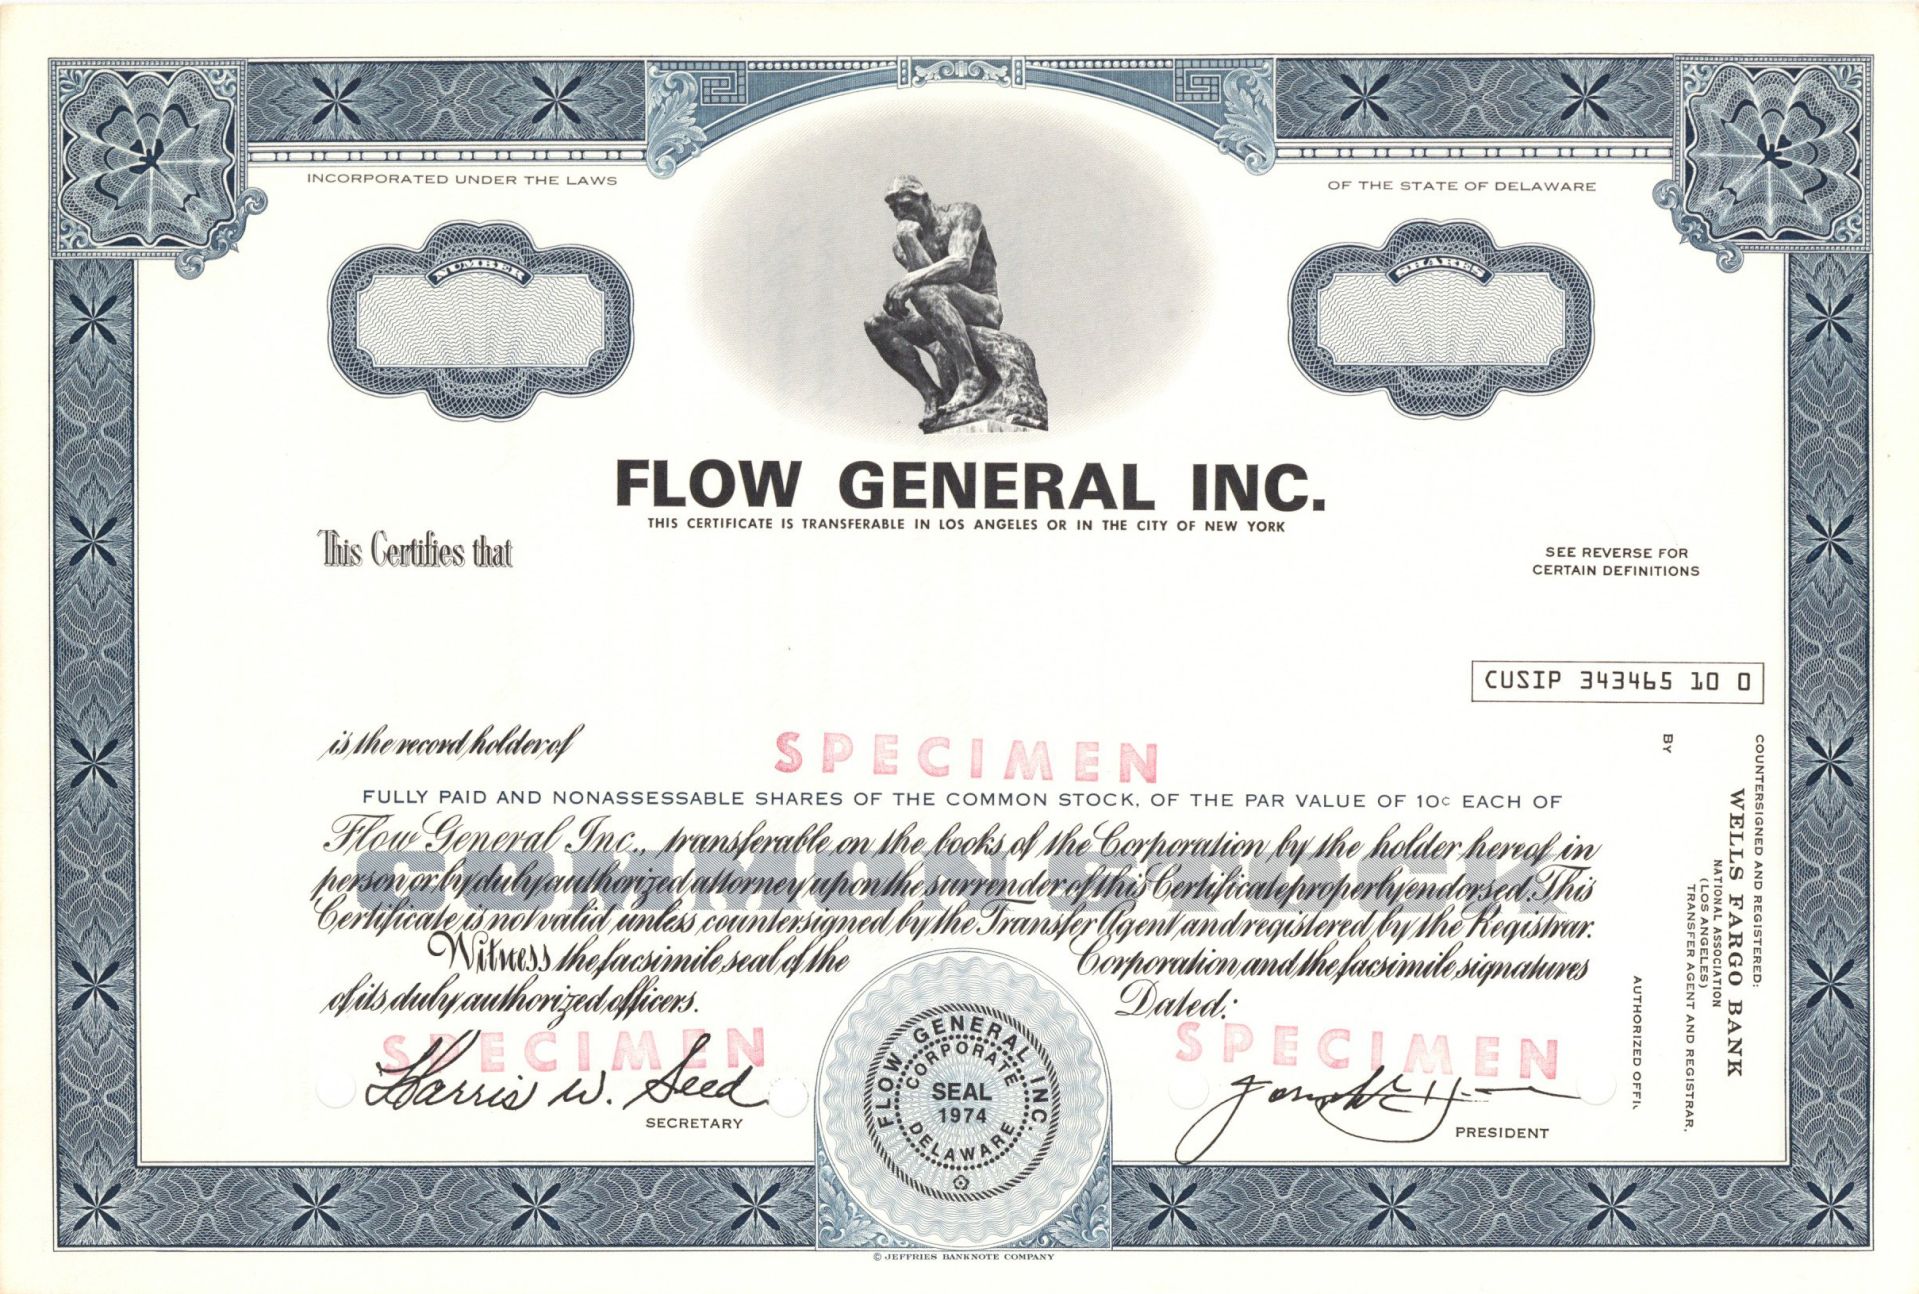 INCORPORATED UNDER THE LAWS
OF THE STATE OF DELAWARE
NUMBER
SHARES
FLOW GENERAL INC.
THIS CERTIFICATE IS TRANSFERABLE IN LOS ANGELES OR IN THE CITY OF NEW YORK
This Certifies that
SEE REVERSE FOR
CERTAIN DEFINITIONS
CUSIP 343465 10 0
is the record holder of
SPECIMEN
FULLY PAID AND NONASSESSABLE SHARES OF THE COMMON STOCK, OF THE PAR VALUE OF 10¢ EACH OF
COMMON STOCK
Flow General Inc., transferable on the books of the Corporation by the holder hereof in
person or by duly authorized attorney upon the surrender of this Certificate properly endorsed. This
Certificate is not valid unless countersigned by the Transfer Agent and registered by the Registrar.
Witness the facsimile seal of the Corporation and the facsimile signatures
of its duly authorized officers.
Dated:
SPECIMEN
SPECIMEN
Harris W. Seed
SECRETARY
PRESIDENT
FLOW GENERAL INC.
CORPORATE
SEAL
1974
DELAWARE
COUNTERSIGNED AND REGISTERED:
WELLS FARGO BANK
NATIONAL ASSOCIATION
(LOS ANGELES)
TRANSFER AGENT AND REGISTRAR,
BY
AUTHORIZED
© JEFFRIES BANKNOTE COMPANY